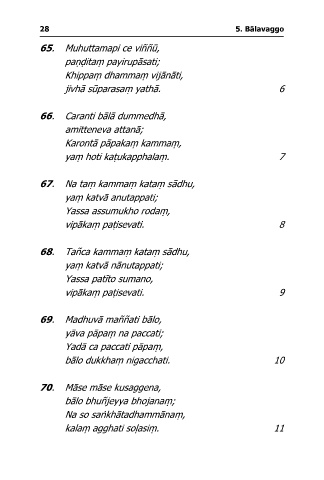 28 5. Bālavaggo
65. Muhuttamapi ce viññū,
paṇḍitaṃ payirupāsati;
Khippaṃ dhammaṃ vijānāti,
jivhā sūparasaṃ yathā. 6
66. Caranti bālā dummedhā,
amitteneva attanā;
Karontā pāpakaṃ kammaṃ,
yaṃ hoti kaṭukapphalaṃ. 7
67. Na taṃ kammaṃ kataṃ sādhu,
yaṃ katvā anutappati;
Yassa assumukho rodaṃ,
vipākaṃ paṭisevati. 8
68. Tañca kammaṃ kataṃ sādhu,
yaṃ katvā nānutappati;
Yassa patīto sumano,
vipākaṃ paṭisevati. 9
69. Madhuvā maññati bālo,
yāva pāpaṃ na paccati;
Yadā ca paccati pāpaṃ,
bālo dukkhaṃ nigacchati. 10
70. Māse māse kusaggena,
bālo bhuñjeyya bhojanaṃ;
Na so saṅkhātadhammānaṃ,
kalaṃ agghati soḷasiṃ. 11